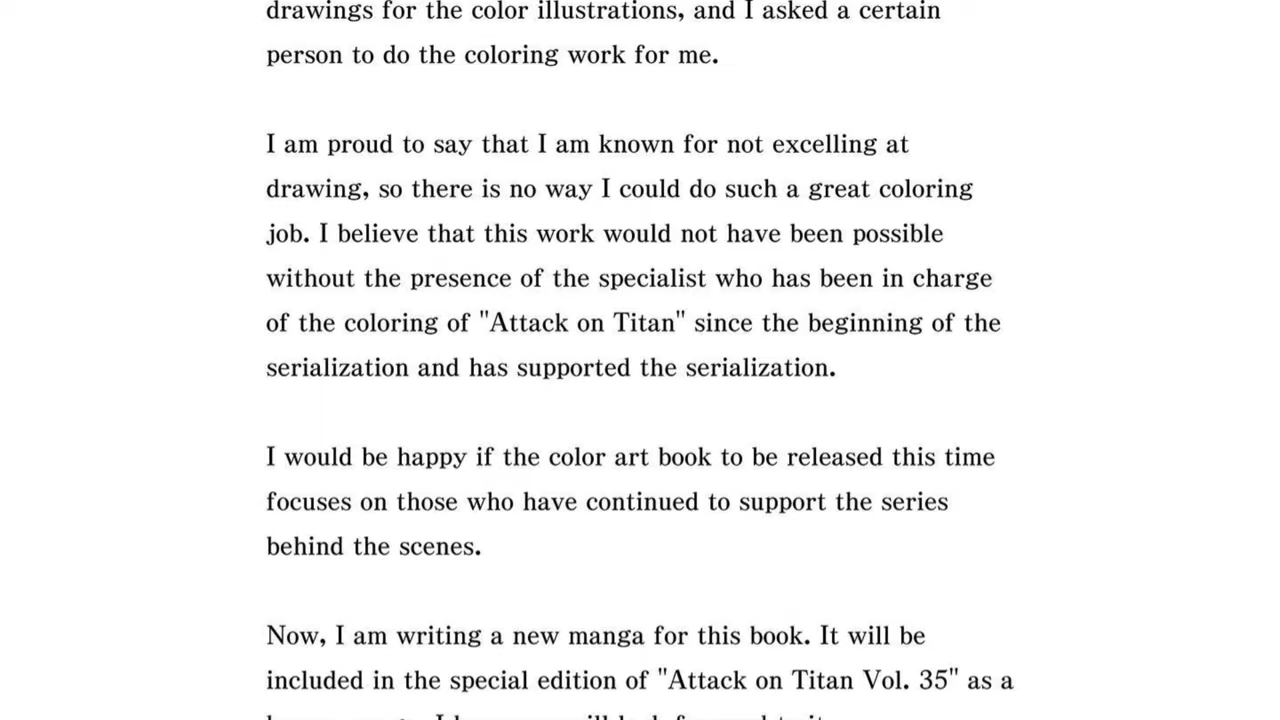 drawings for the color illustrations, and I asked a certain
person to do the coloring work for me.
I am proud to say that I am known for not excelling at
drawing, so there is no way I could do such a great coloring
job. I believe that this work would not have been possible
without the presence of the specialist who has been in charge
of the coloring of "Attack on Titan" since the beginning of the
serialization and has supported the serialization.
I would be happy if the color art book to be released this time
focuses on those who have continued to support the series
behind the scenes.
Now, I am writing a new manga for this book. It will be
included in the special edition of "Attack on Titan Vol. 35" as a